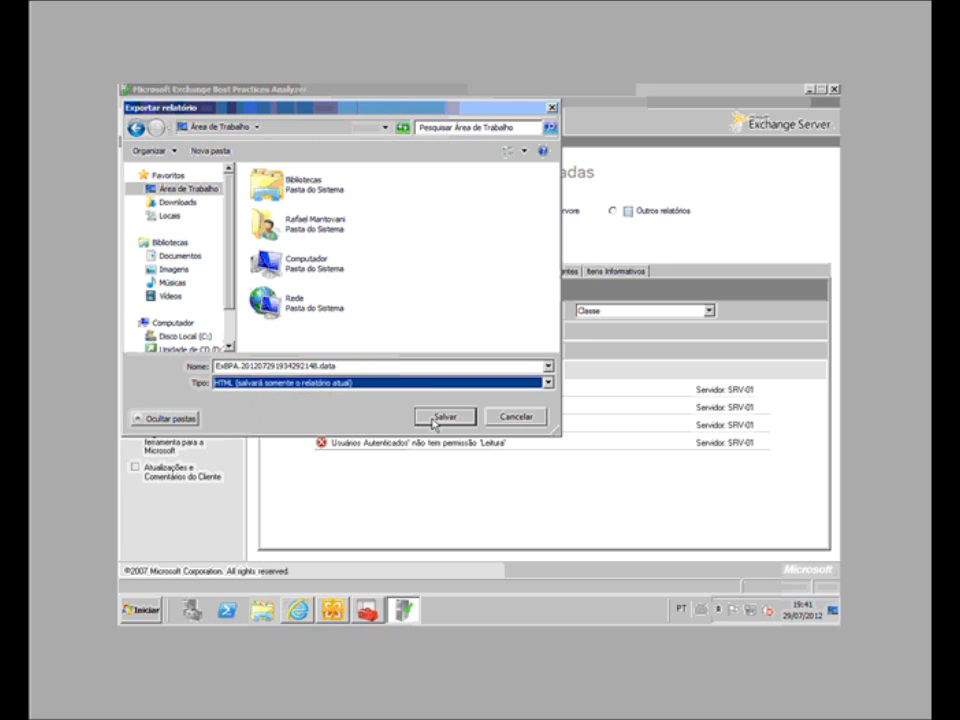 Microsoft Exchange Best Practices Analyzer
Exportar relatório
Área de Trabalho
Pesquisar Área de Trabalho
Organizar
Nova pasta
Favoritos
Área de Trabalho
Downloads
Locais
Bibliotecas
Documentos
Imagens
Músicas
Vídeos
Computador
Disco Local (C:)
Unidade de CD (D:
Bibliotecas
Pasta do Sistema
Rafael Mantovani
Pasta do Sistema
Computador
Pasta do Sistema
Rede
Pasta do Sistema
Nome: ExBPA.201207291934292148.data
Tipo: HTML (salvará somente o relatório atual)
Ocultar pastas
Salvar
Cancelar
Exchange Server
adas
Outros relatórios
Itens Informativos
Classe
Servidor: SRV-01
Servidor: SRV-01
Servidor: SRV-01
Usuários Autenticados' não tem permissão 'Leitura'
Servidor: SRV-01
ferramenta para a
Microsoft
Atualizações e
Comentários do Cliente
©2007 Microsoft Corporation. All rights reserved.
Microsoft
Iniciar
PT
19:41
29/07/2012